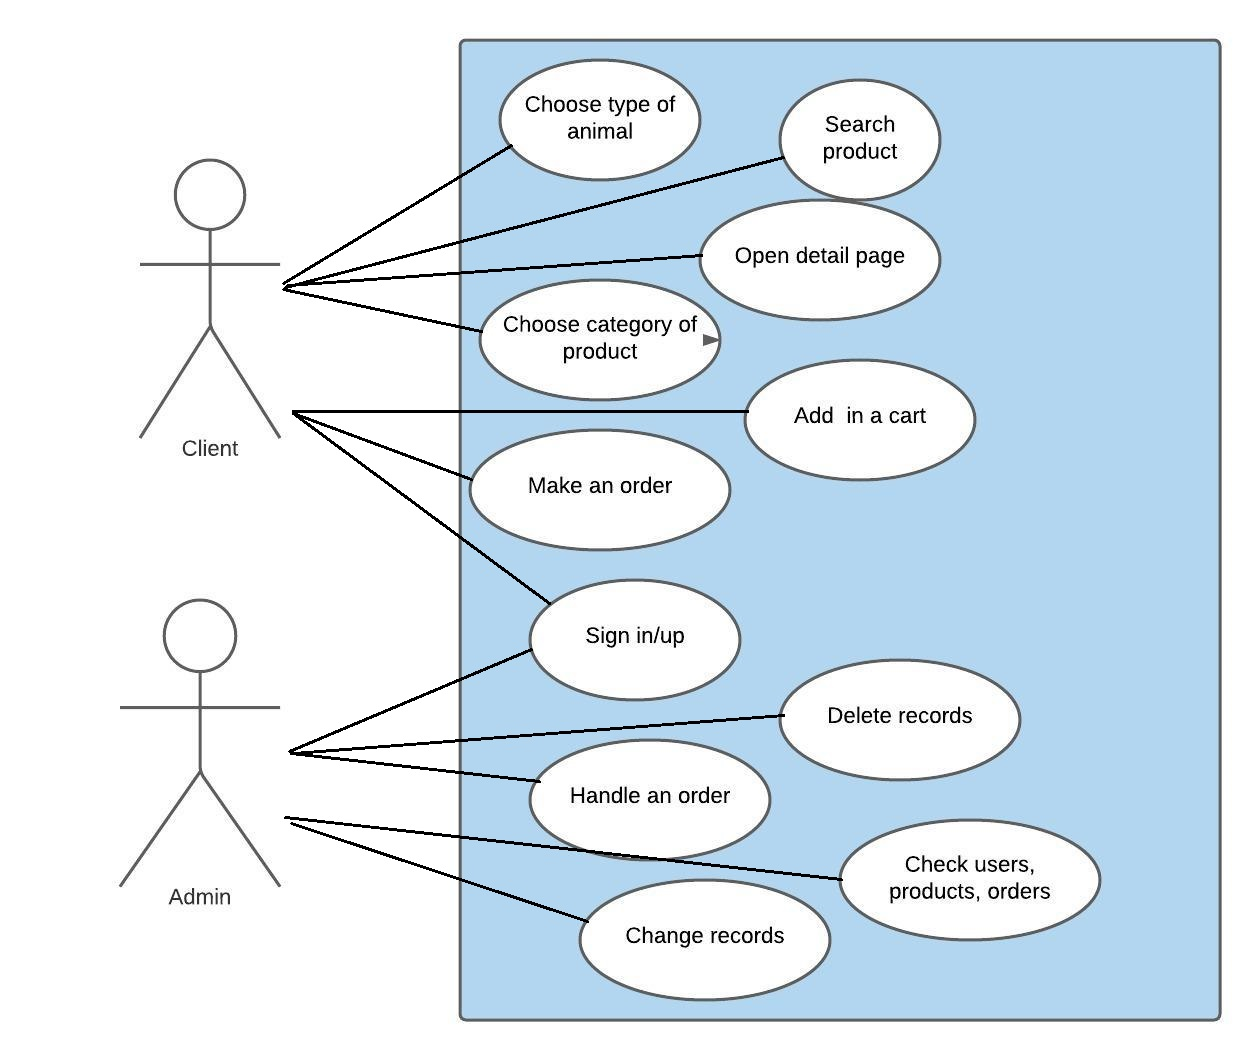 Choose type of
animal
Search
product
Open detail page
Choose category of
product
Add  in a cart
Client
Make an order
Sign in/up
Delete records
Handle an order
Check users,
products, orders
Admin
Change records